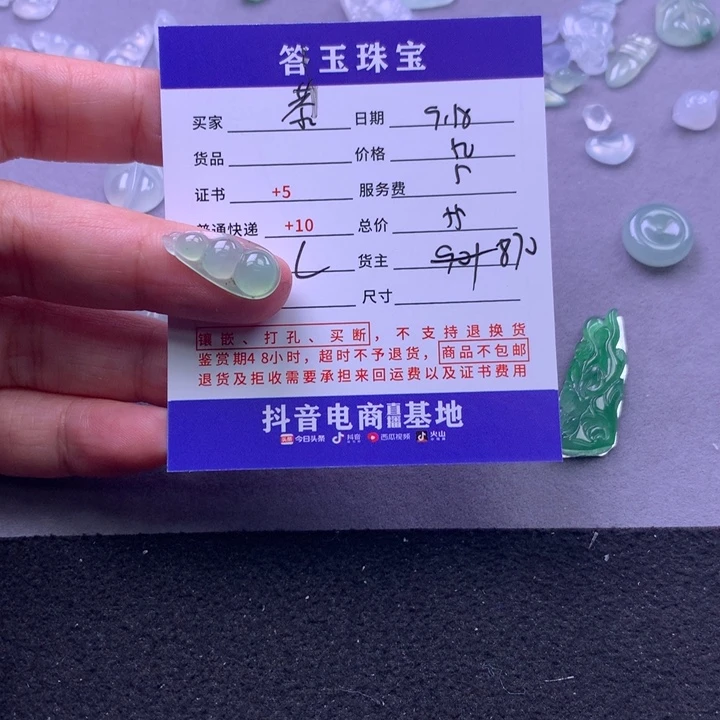 答玉珠宝
买家 日期 9.18
货品 价格
证书 +5 服务费
普通快递 +10 总价
货主 870
尺寸
镶嵌、打孔、买断，不支持退换货
鉴赏期48小时，超时不予退货，商品不包邮
退货及拒收需要承担来回运费以及证书费用
抖音电商直播基地
头条 今日头条 抖音 西瓜视频 火山